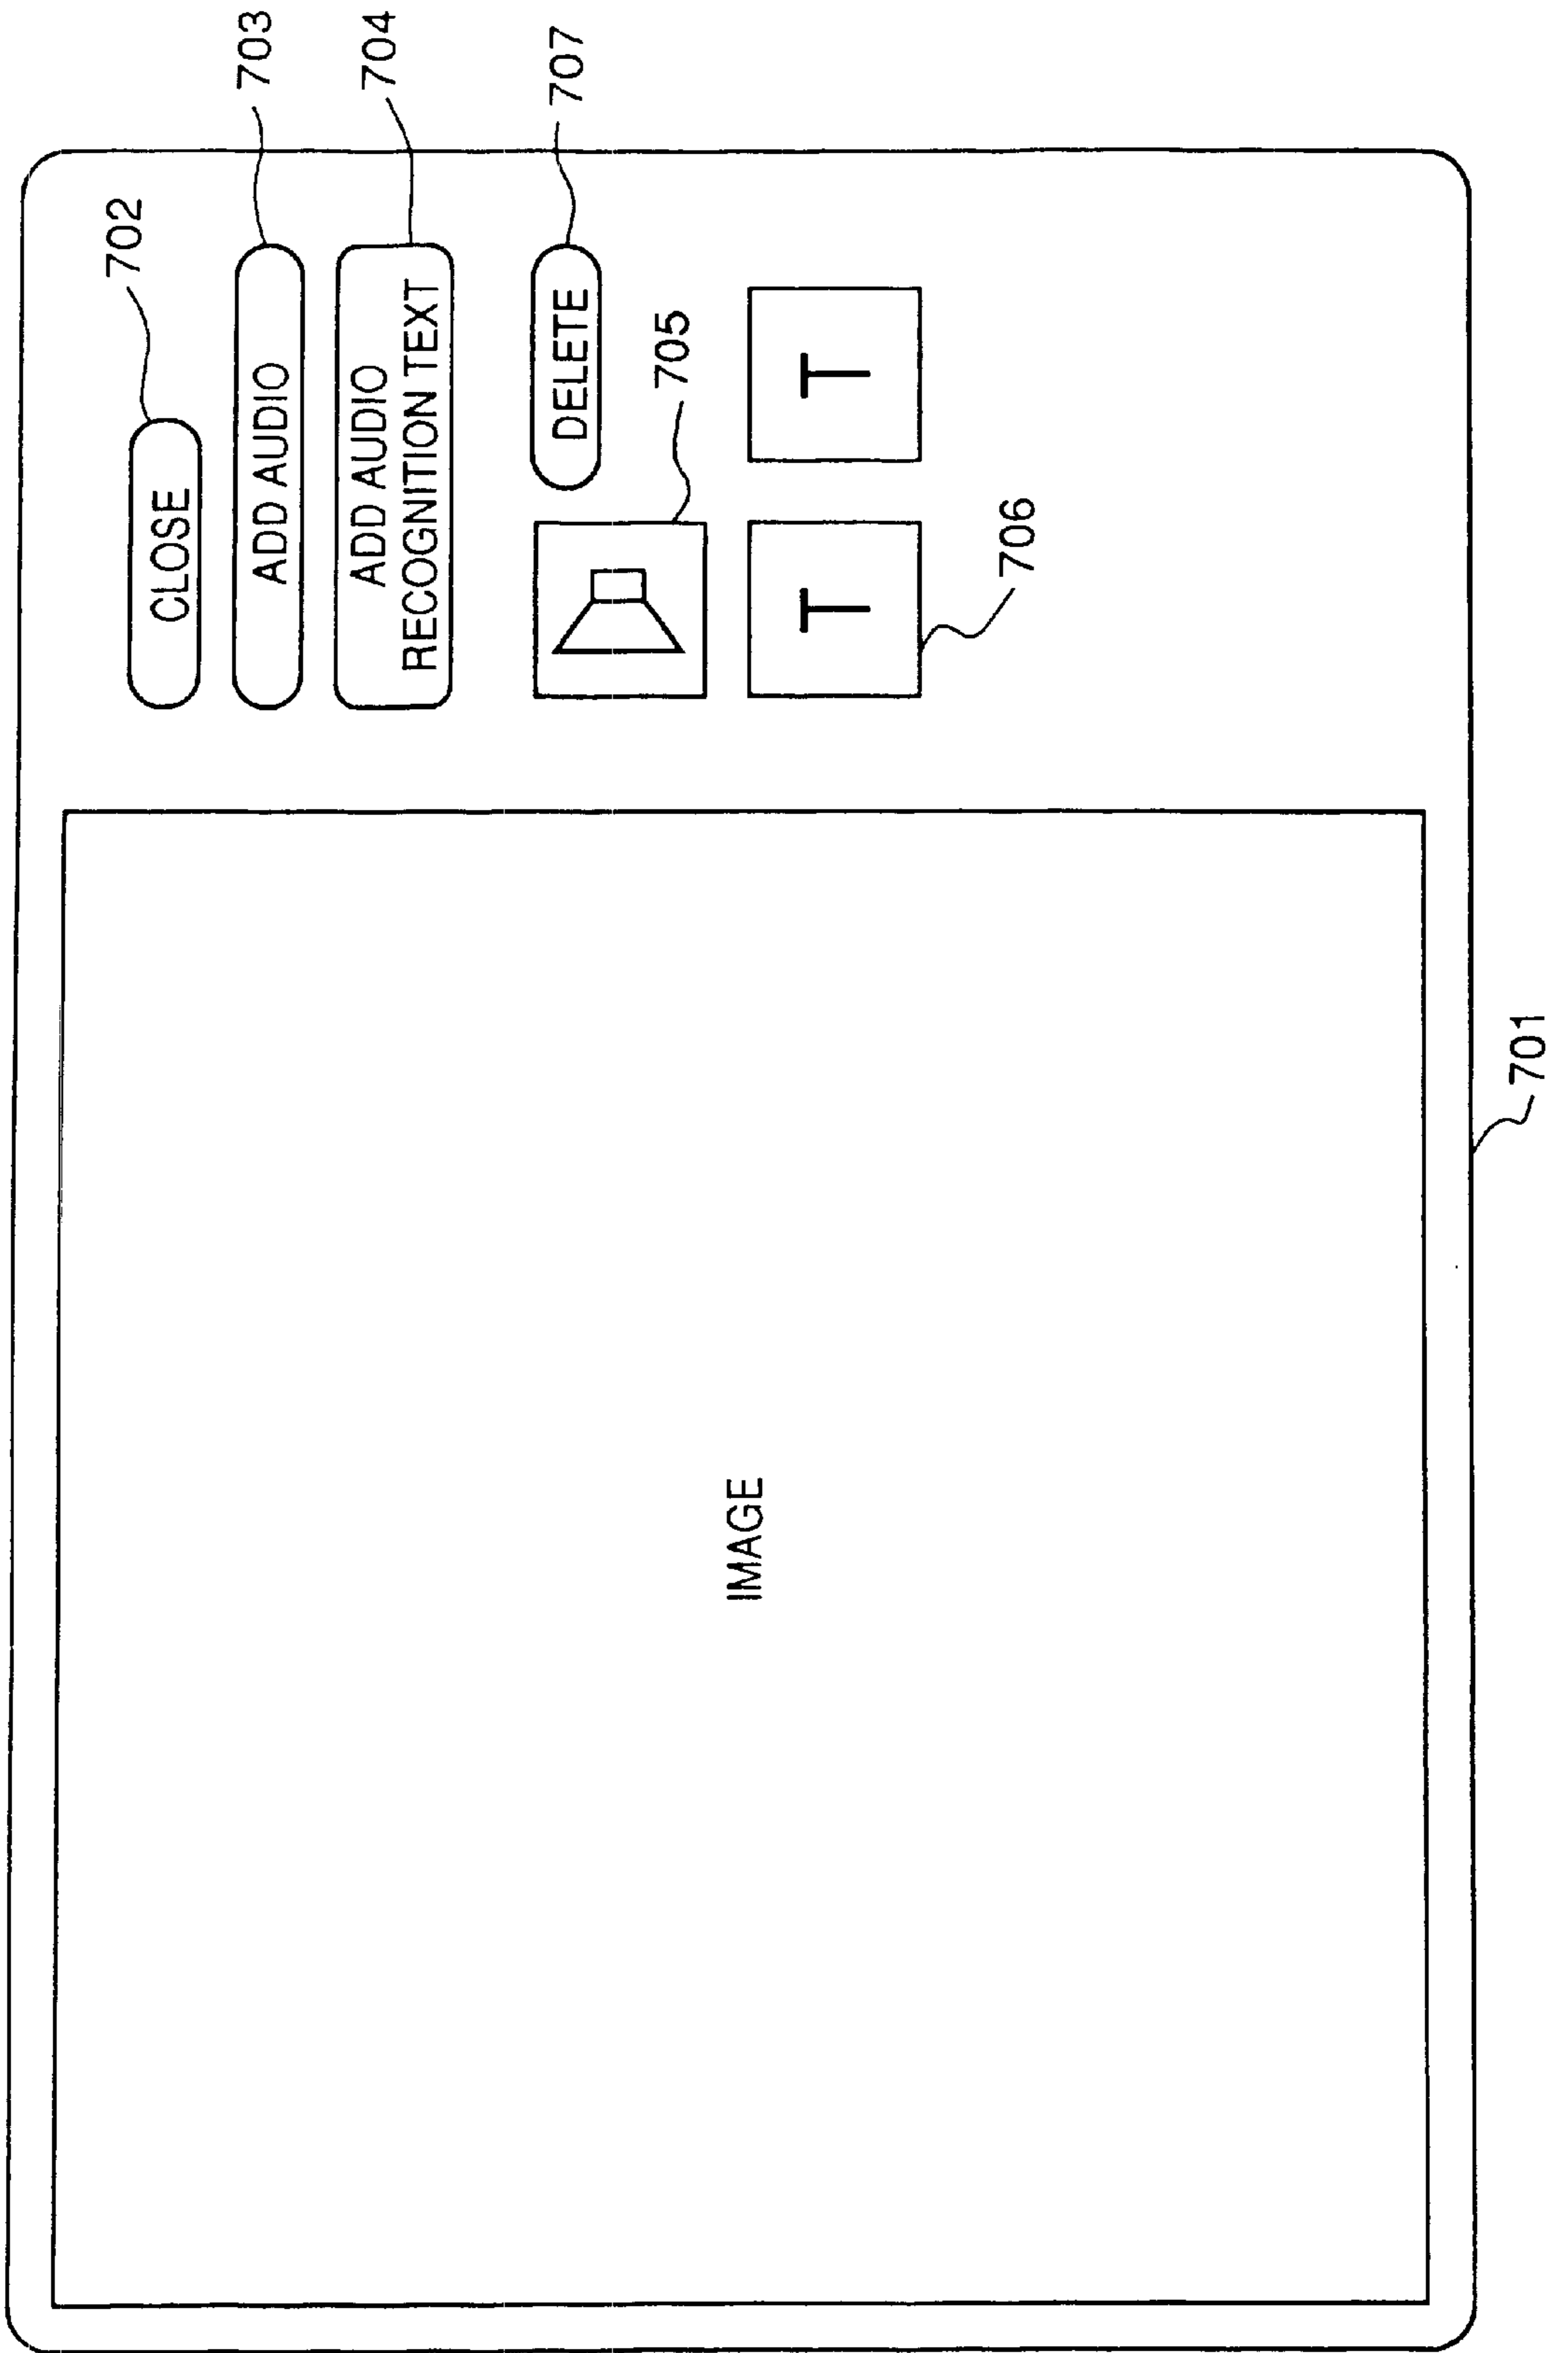 702
CLOSE
703
ADD AUDIO
704
ADD AUDIO
RECOGNITION TEXT
707
DELETE
705
T
T
706
IMAGE
701